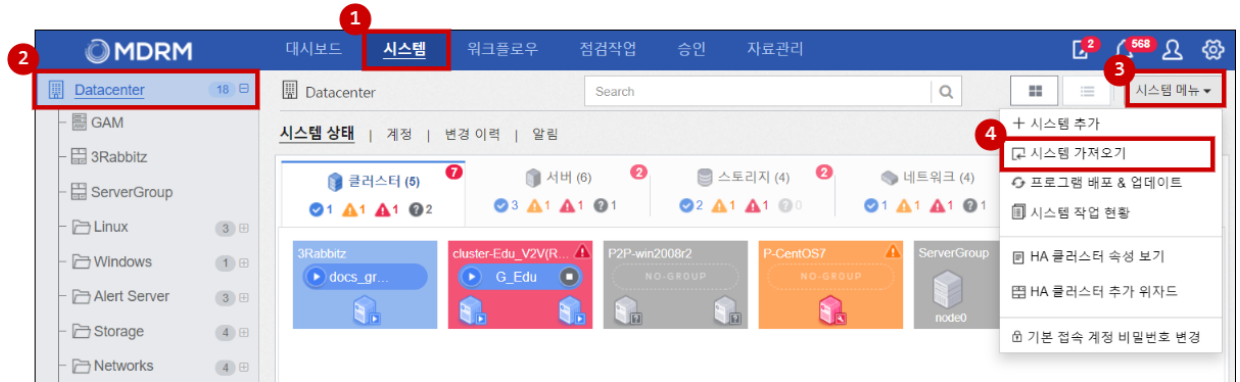 1
2
MDRM
대시보드
시스템
워크플로우
점검작업
승인
자료관리
2
568
3
Datacenter
18
GAM
3Rabbitz
ServerGroup
Linux
3
Windows
1
Alert Server
3
Storage
4
Networks
4
Datacenter
Search
시스템 메뉴
시스템 상태 | 계정 | 변경 이력 | 알림
클러스터 (5)
7
1 1 1 2
서버 (6)
2
3 1 1 1
스토리지 (4)
2
2 1 1 0
네트워크 (4)
1 1 1 1
3Rabbitz
docs_gr...
cluster-Edu_V2V(R...
G_Edu
P2P-win2008r2
NO-GROUP
P-CentOS7
NO-GROUP
ServerGroup
node0
4
시스템 추가
시스템 가져오기
프로그램 배포 & 업데이트
시스템 작업 현황
HA 클러스터 속성 보기
HA 클러스터 추가 위자드
기본 접속 계정 비밀번호 변경